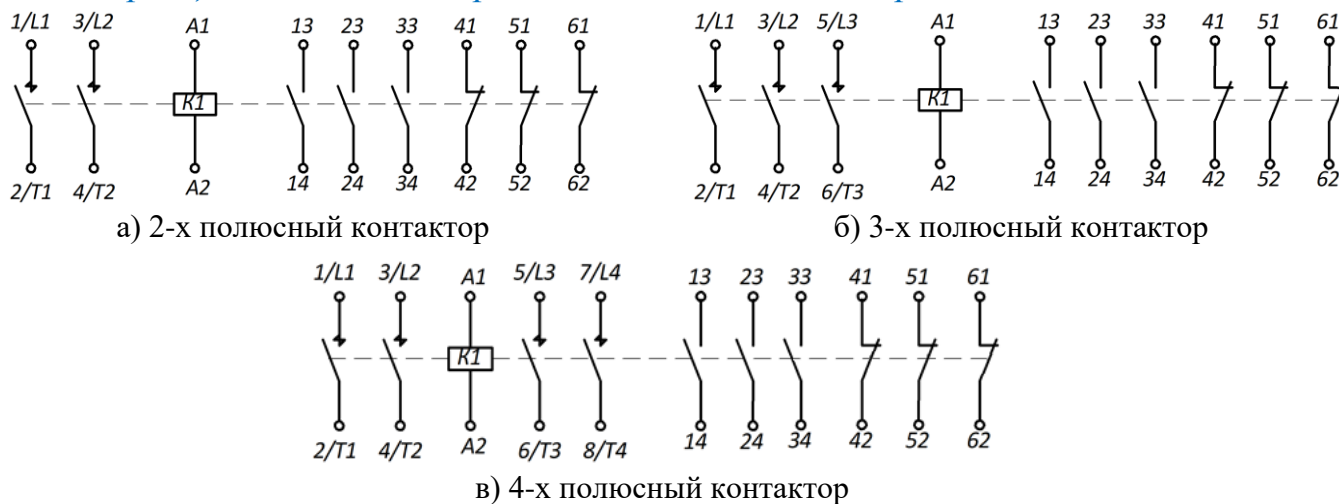 1/L1 3/L2 A1 13 23 33 41 51 61
K1
2/T1 4/T2 A2 14 24 34 42 52 62
а) 2-х полюсный контактор
1/L1 3/L2 5/L3 A1 13 23 33 41 51 61
K1
2/T1 4/T2 6/T3 A2 14 24 34 42 52 62
б) 3-х полюсный контактор
1/L1 3/L2 A1 5/L3 7/L4 13 23 33 41 51 61
K1
2/T1 4/T2 A2 6/T3 8/T4 14 24 34 42 52 62
в) 4-х полюсный контактор